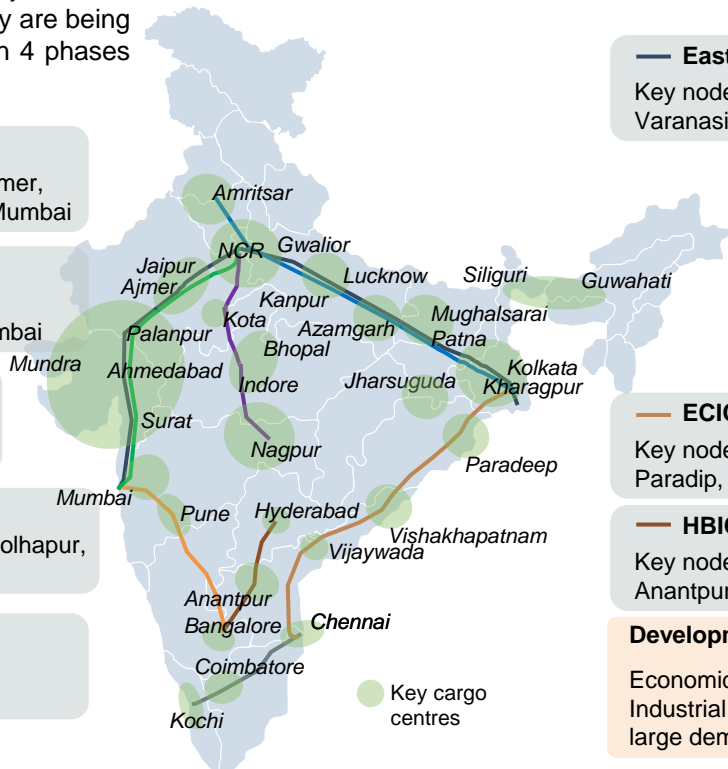 y are being
4 phases
mer,
Mumbai
mbai
olhapur,
East
Key node
Varanasi
Amritsar
NCR
Gwalior
Jaipur
Ajmer
Lucknow
Siliguri
Guwahati
Kanpur
Kota
Azamgarh
Mughalsarai
Palanpur
Patna
Bhopal
Mundra
Ahmedabad
Kolkata
Indore
Jharsuguda
Kharagpur
Surat
Nagpur
Paradeep
Mumbai
Pune
Hyderabad
Vishakhapatnam
Vijaywada
Anantpur
Bangalore
Chennai
Coimbatore
Kochi
Key cargo
centres
ECIC
Key node
Paradip,
HBIC
Key node
Anantpur
Developm
Economic
Industrial
large dem